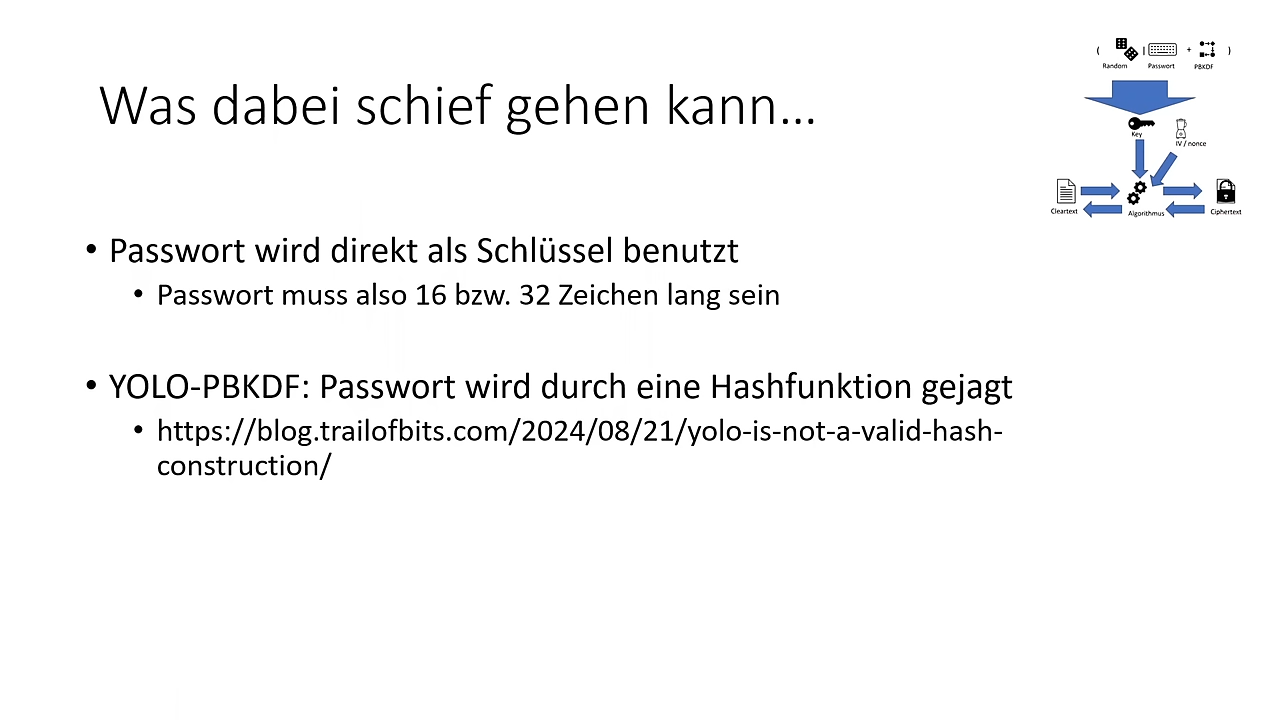 Was dabei schief gehen kann...
( | + )
Random Passwort PBKDF
Key
IV / nonce
Cleartext Algorithmus Ciphertext
• Passwort wird direkt als Schlüssel benutzt
• Passwort muss also 16 bzw. 32 Zeichen lang sein
• YOLO-PBKDF: Passwort wird durch eine Hashfunktion gejagt
• https://blog.trailofbits.com/2024/08/21/yolo-is-not-a-valid-hash-
construction/